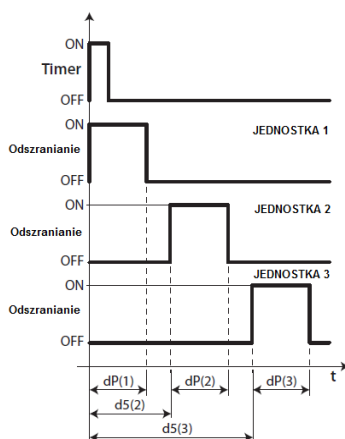 ON
Timer
OFF
ON
JEDNOSTKA 1
Odszranianie
OFF
ON
JEDNOSTKA 2
Odszranianie
OFF
JEDNOSTKA 3
ON
Odszranianie
OFF
t
dP(1) dP(2) dP(3)
d5(2)
d5(3)